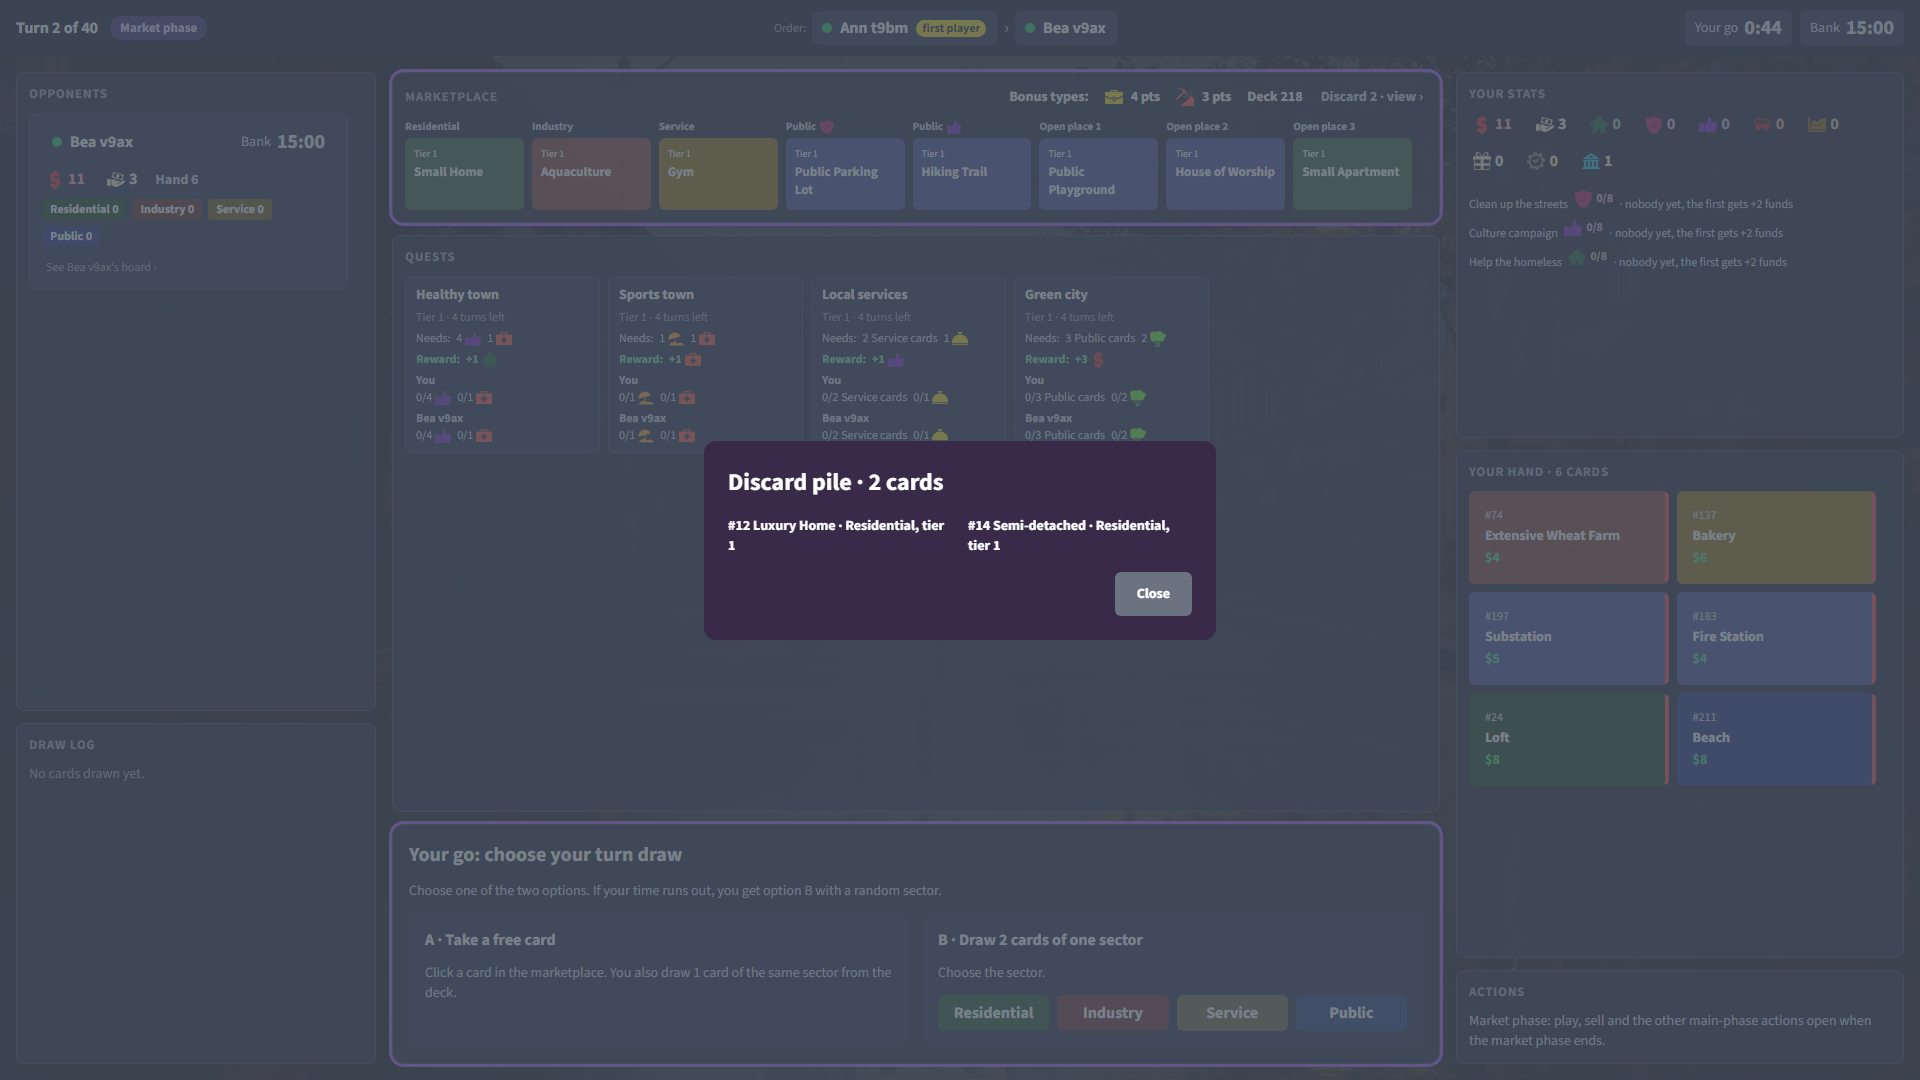 Turn 2 of 40
Market phase
Order:
Ann t9bm
first player
›
Bea v9ax
Your go 0:44
Bank 15:00
OPPONENTS
Bea v9ax
Bank 15:00
11
3
Hand 6
Residential 0
Industry 0
Service 0
Public 0
See Bea v9ax's board ›
DRAW LOG
No cards drawn yet.
MARKETPLACE
Bonus types:
4 pts
3 pts
Deck 218
Discard 2 · view ›
Residential
Tier 1
Small Home
Industry
Tier 1
Aquaculture
Service
Tier 1
Gym
Public
Tier 1
Public Parking
Lot
Public
Tier 1
Hiking Trail
Open place 1
Tier 1
Public
Playground
Open place 2
Tier 1
House of Worship
Open place 3
Tier 1
Small Apartment
QUESTS
Healthy town
Tier 1 · 4 turns left
Needs: 4 1
Reward: +1
You
0/4 0/1
Bea v9ax
0/4 0/1
Sports town
Tier 1 · 4 turns left
Needs: 1 1
Reward: +1
You
0/1 0/1
Bea v9ax
0/1 0/1
Local services
Tier 1 · 4 turns left
Needs: 2 Service cards 1
Reward: +1
You
0/2 Service cards 0/1
Bea v9ax
0/2 Service cards 0/1
Green city
Tier 1 · 4 turns left
Needs: 3 Public cards 2
Reward: +3
You
0/3 Public cards 0/2
Bea v9ax
0/3 Public cards 0/2
Discard pile · 2 cards
#12 Luxury Home · Residential, tier
1
#14 Semi-detached · Residential,
tier 1
Close
Your go: choose your turn draw
Choose one of the two options. If your time runs out, you get option B with a random sector.
A · Take a free card
Click a card in the marketplace. You also draw 1 card of the same sector from the
deck.
B · Draw 2 cards of one sector
Choose the sector.
Residential
Industry
Service
Public
YOUR STATS
11
3
0
0
0
0
0
0
0
1
Clean up the streets 0/8 · nobody yet, the first gets +2 funds
Culture campaign 0/8 · nobody yet, the first gets +2 funds
Help the homeless 0/8 · nobody yet, the first gets +2 funds
YOUR HAND · 6 CARDS
#74
Extensive Wheat Farm
$4
#137
Bakery
$6
#197
Substation
$5
#183
Fire Station
$4
#24
Loft
$8
#211
Beach
$8
ACTIONS
Market phase: play, sell and the other main-phase actions open when
the market phase ends.